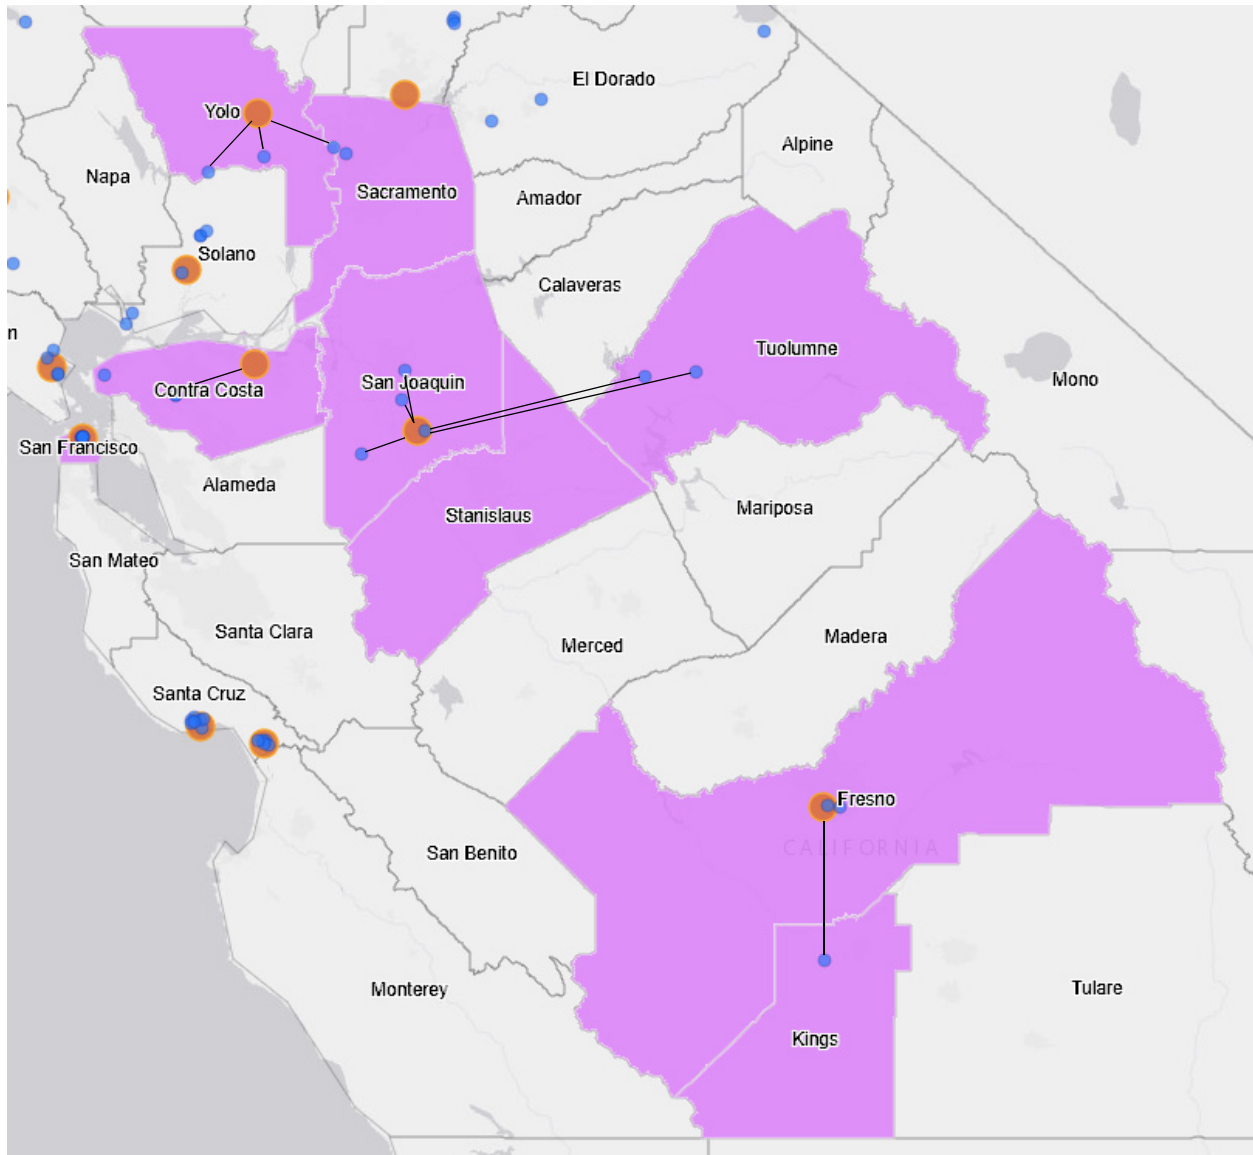 El Dorado
Yolo
Alpine
Napa
Sacramento
Amador
Solano
Calaveras
n
Tuolumne
Mono
San Joaquin
Contra Costa
San Francisco
Alameda
Mariposa
Stanislaus
San Mateo
Santa Clara
Madera
Merced
Santa Cruz
Fresno
CALIFORNIA
San Benito
Monterey
Tulare
Kings